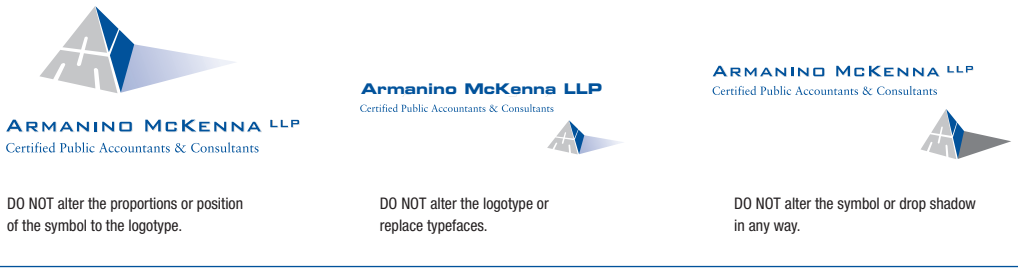 ARMANINO MCKENNA LLP
Certified Public Accountants & Consultants
DO NOT alter the proportions or position
of the symbol to the logotype.
Armanino McKenna LLP
Certified Public Accountants & Consultants
DO NOT alter the logotype or
replace typefaces.
ARMANINO MCKENNA LLP
Certified Public Accountants & Consultants
DO NOT alter the symbol or drop shadow
in any way.